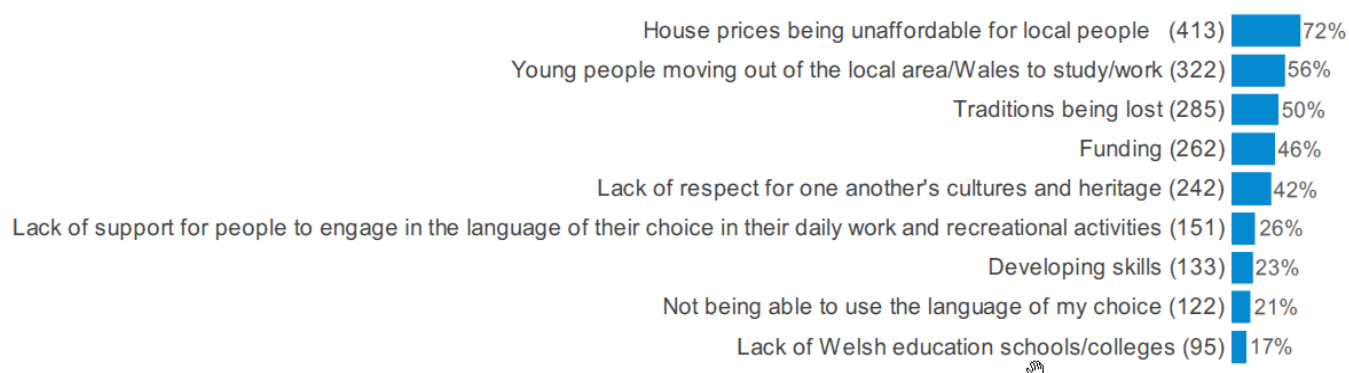 House prices being unaffordable for local people (413) 72%
Young people moving out of the local area/Wales to study/work (322) 56%
Traditions being lost (285) 50%
Funding (262) 46%
Lack of respect for one another's cultures and heritage (242) 42%
Lack of support for people to engage in the language of their choice in their daily work and recreational activities (151) 26%
Developing skills (133) 23%
Not being able to use the language of my choice (122) 21%
Lack of Welsh education schools/colleges (95) 17%